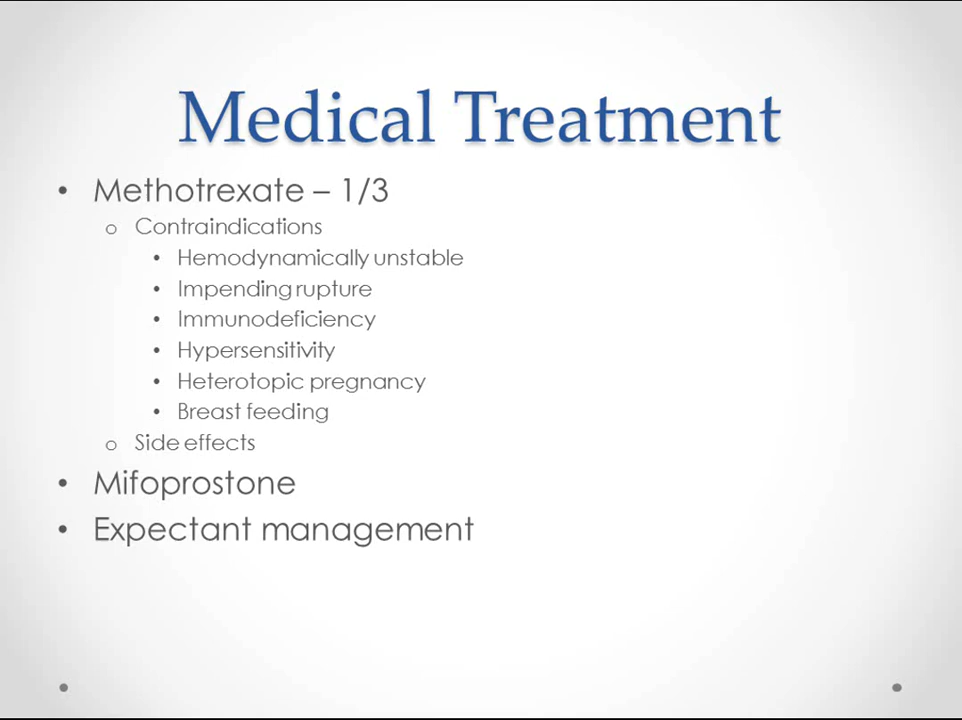 Medical Treatment
• Methotrexate – 1/3
o Contraindications
• Hemodynamically unstable
• Impending rupture
• Immunodeficiency
• Hypersensitivity
• Heterotopic pregnancy
• Breast feeding
o Side effects
• Mifoprostone
• Expectant management